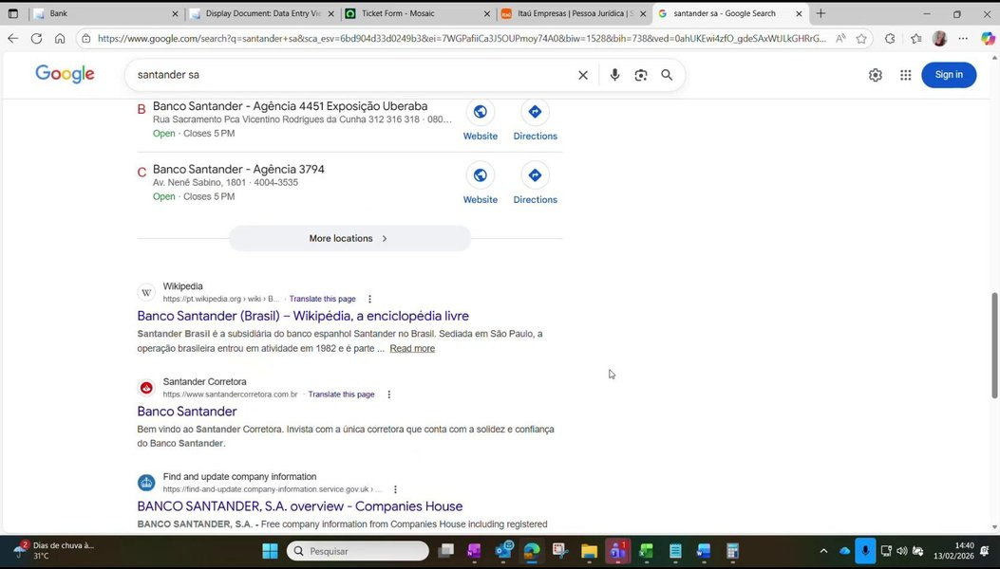 Bank
Display Document: Data Entry Vie
Ticket Form - Mosaic
Itaú Empresas | Pessoa Jurídica | S
santander sa - Google Search
https://www.google.com/search?q=santander+sa&sca_esv=6bd904d33d0249b3&ei=7WGPafiiCa3J5OUPmoy74A0&biw=1528&bih=738&ved=0ahUKEwi4zfO_gdeSAxWtJLkGHRrG...
Google
santander sa
Sign in
B Banco Santander - Agência 4451 Exposição Uberaba
Rua Sacramento Pca Vicentino Rodrigues da Cunha 312 316 318 · 080...
Open · Closes 5 PM
Website
Directions
C Banco Santander - Agência 3794
Av. Nenê Sabino, 1801 · 4004-3535
Open · Closes 5 PM
Website
Directions
More locations
W
Wikipedia
https://pt.wikipedia.org › wiki › B... · Translate this page
Banco Santander (Brasil) – Wikipédia, a enciclopédia livre
Santander Brasil é a subsidiária do banco espanhol Santander no Brasil. Sediada em São Paulo, a
operação brasileira entrou em atividade em 1982 e é parte ... Read more
Santander Corretora
https://www.santandercorretora.com.br · Translate this page
Banco Santander
Bem vindo ao Santander Corretora. Invista com a única corretora que conta com a solidez e confiança
do Banco Santander.
Find and update company information
https://find-and-update.company-information.service.gov.uk › ...
BANCO SANTANDER, S.A. overview - Companies House
BANCO SANTANDER, S.A. - Free company information from Companies House including registered
2
Dias de chuva à...
31°C
Pesquisar
14:40
13/02/2026